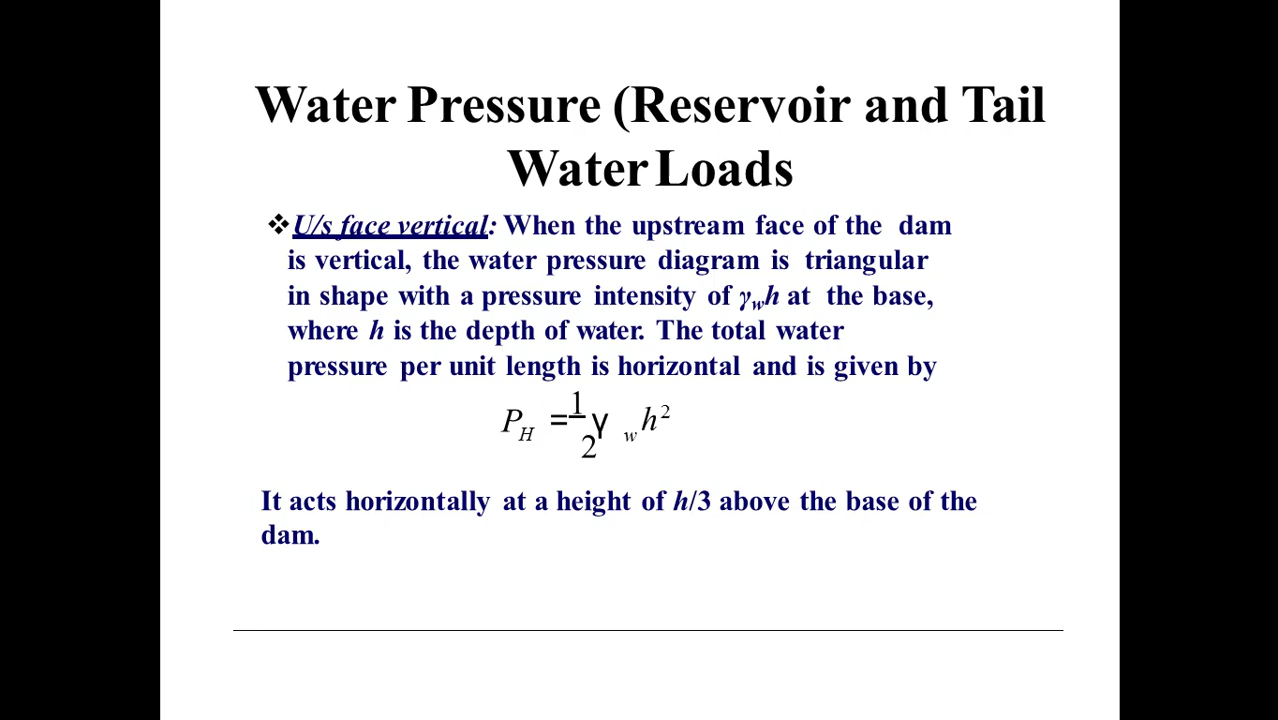 Water Pressure (Reservoir and Tail
Water Loads
❖U/s face vertical: When the upstream face of the dam
is vertical, the water pressure diagram is triangular
in shape with a pressure intensity of γwh at the base,
where h is the depth of water. The total water
pressure per unit length is horizontal and is given by
PH = 1/2 γ w h²
It acts horizontally at a height of h/3 above the base of the
dam.